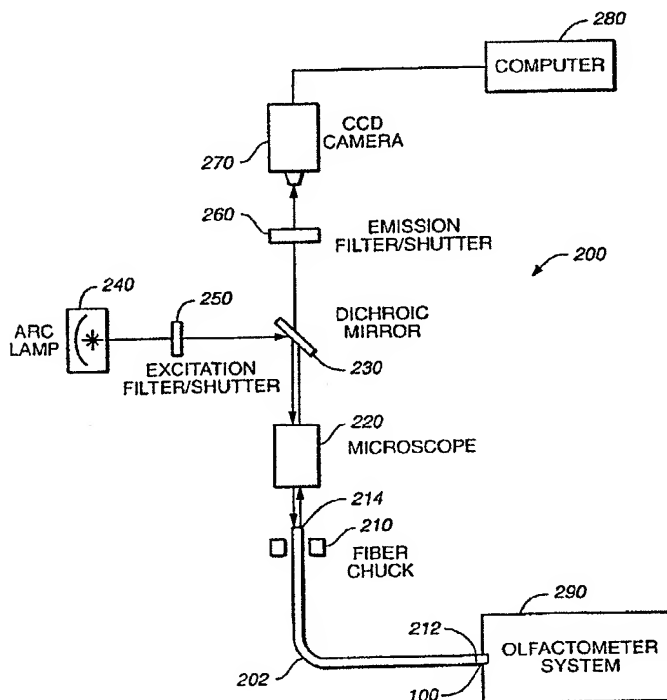 280
COMPUTER
CCD
CAMERA
270
260
EMISSION
FILTER/SHUTTER
200
240
250
ARC
LAMP
DICHROIC
MIRROR
EXCITATION
FILTER/SHUTTER
230
220
MICROSCOPE
214
210
FIBER
CHUCK
290
212
OLFACTOMETER
SYSTEM
202
100